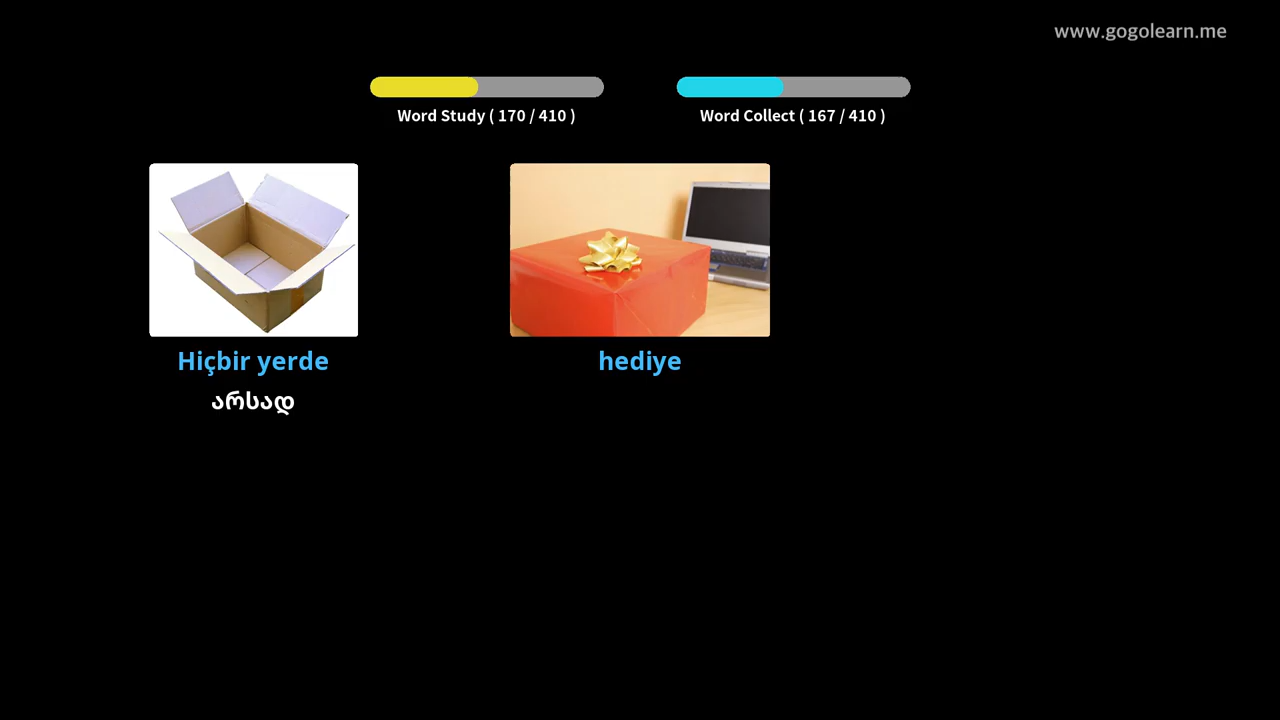 www.gogolearn.me
Word Study ( 170 / 410 )
Word Collect ( 167 / 410 )
Hiçbir yerde
არსად
hediye